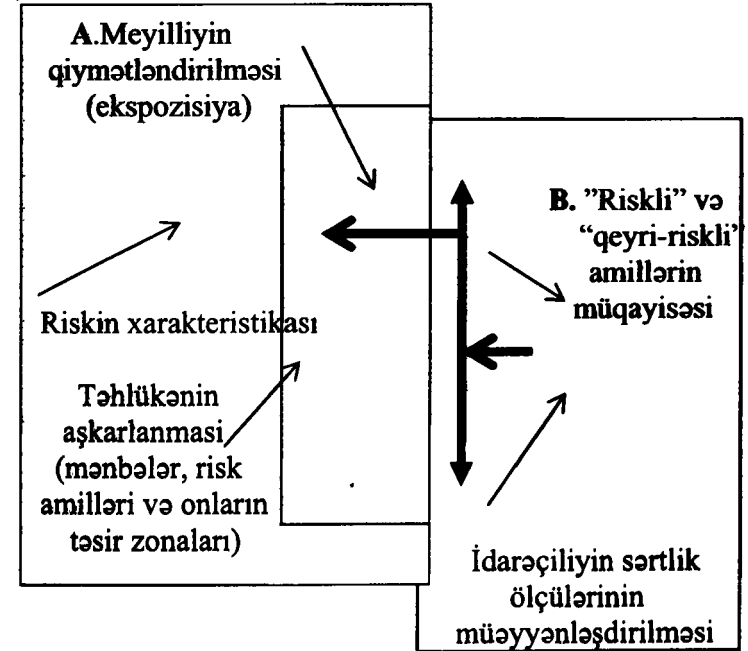 A.Meyilliyin
qiymətləndirilməsi
(ekspozisiya)
Riskin xarakteristikası
Təhlükənin
aşkarlanmasi
(mənbələr, risk
amilləri və onların
təsir zonaları)
B. ”Riskli” və
“qeyri-riskli”
amillərin
müqayisəsi
İdarəçiliyin sərtlik
ölçülərinin
müəyyənləşdirilməsi